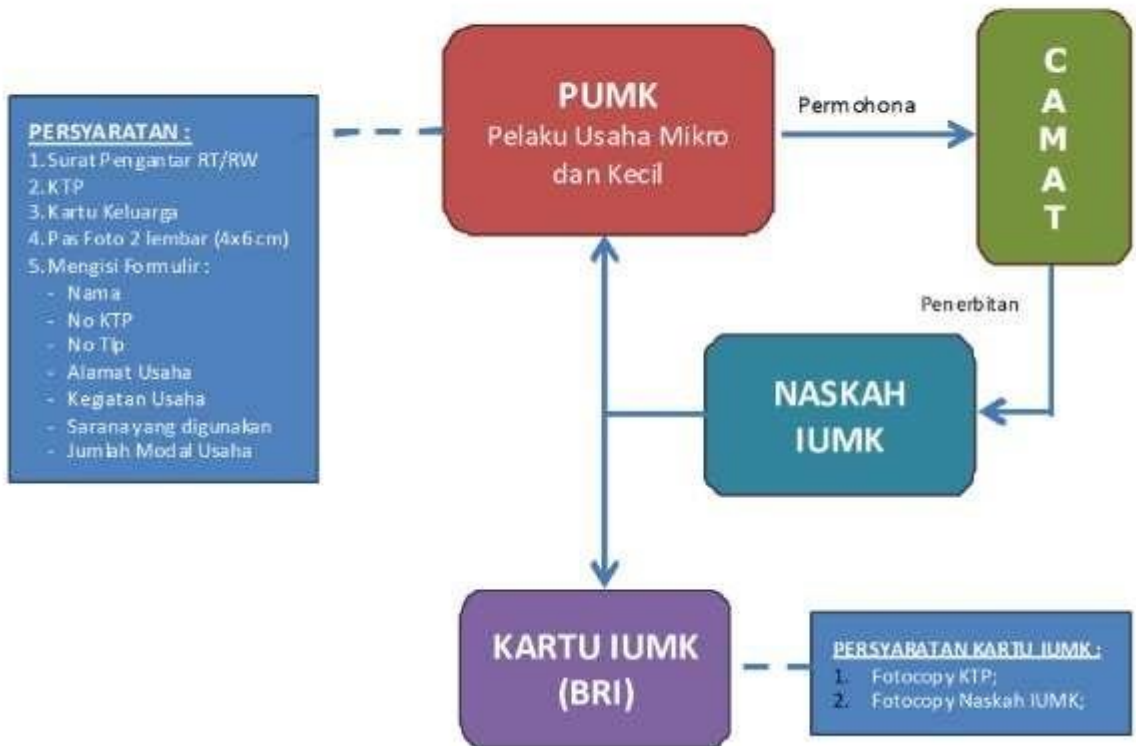 PERSYARATAN :
1. Surat Pengantar RT/RW
2. KTP
3. Kartu Keluarga
4. Pas Foto 2 lembar (4x6 cm)
5. Mengisi Formulir :
- Nama
- No KTP
- No Tlp
- Alamat Usaha
- Kegiatan Usaha
- Sarana yang digunakan
- Jumlah Modal Usaha
PUMK
Pelaku Usaha Mikro
dan Kecil
Permohona
C
A
M
A
T
Penerbitan
NASKAH
IUMK
KARTU IUMK
(BRI)
PERSYARATAN KARTU IUMK :
1. Fotocopy KTP;
2. Fotocopy Naskah IUMK;